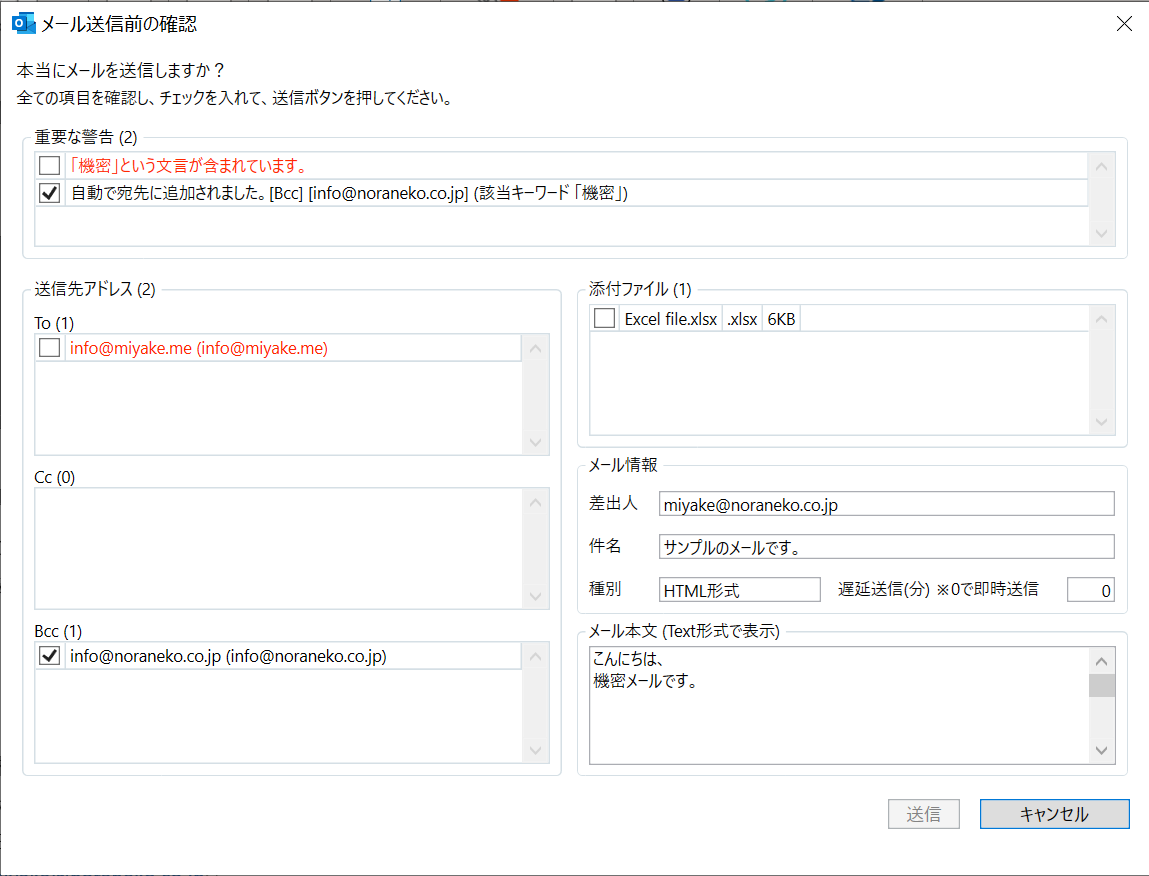 メール送信前の確認
本当にメールを送信しますか？
全ての項目を確認し、チェックを入れて、送信ボタンを押してください。
重要な警告 (2)
「機密」という文言が含まれています。
自動で宛先に追加されました。[Bcc] [info@noraneko.co.jp] (該当キーワード 「機密」)
送信先アドレス (2)
To (1)
info@miyake.me (info@miyake.me)
Cc (0)
Bcc (1)
info@noraneko.co.jp (info@noraneko.co.jp)
添付ファイル (1)
Excel file.xlsx .xlsx 6KB
メール情報
差出人 miyake@noraneko.co.jp
件名 サンプルのメールです。
種別 HTML形式 遅延送信(分) ※0で即時送信 0
メール本文 (Text形式で表示)
こんにちは、
機密メールです。
送信 キャンセル